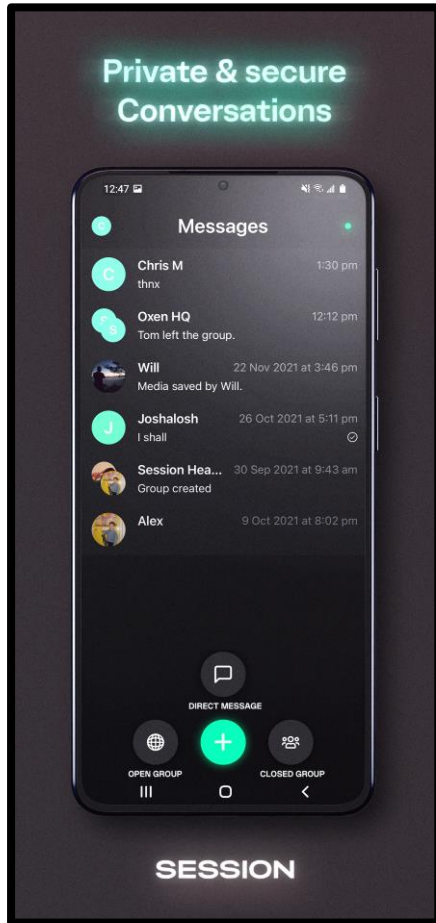 Private & secure
Conversations
12:47
C
Messages
C
Chris M 1:30 pm
thnx
S
S
Oxen HQ 12:12 pm
Tom left the group.
Will 22 Nov 2021 at 3:46 pm
Media saved by Will.
J
Joshalosh 26 Oct 2021 at 5:11 pm
I shall
Session Hea... 30 Sep 2021 at 9:43 am
Group created
Alex 9 Oct 2021 at 8:02 pm
DIRECT MESSAGE
OPEN GROUP
CLOSED GROUP
SESSION